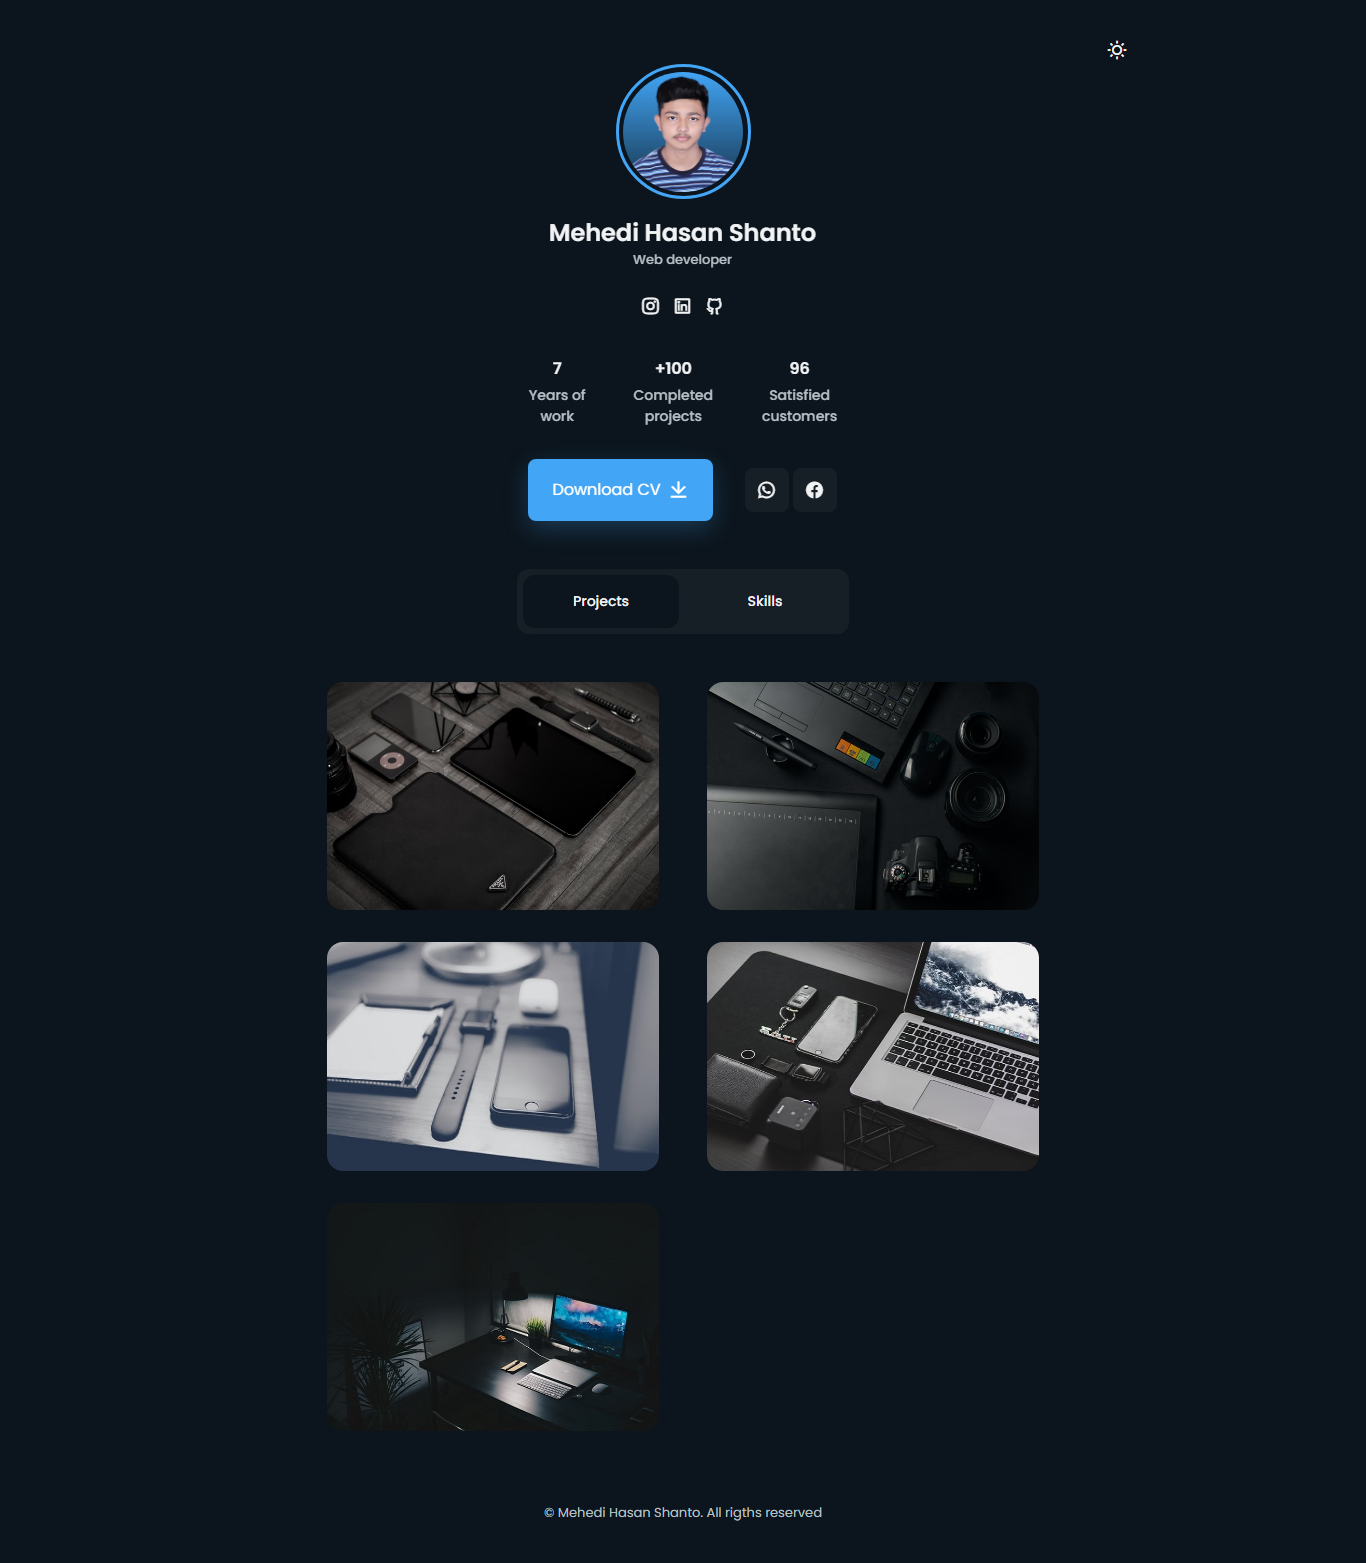 Mehedi Hasan Shanto
Web developer
7
+100
96
Years of
work
Completed
projects
Satisfied
customers
Download CV
Projects
Skills
© Mehedi Hasan Shanto. All rigths reserved